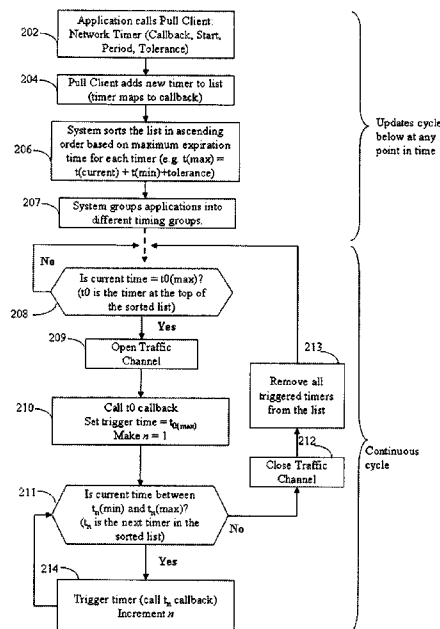 202
Application calls Pull Client:
Network Timer (Callback, Start,
Period, Tolerance)
204
Pull Client adds new timer to list
(timer maps to callback)
206
System sorts the list in ascending
order based on maximum expiration
time for each timer (e.g. t(max) =
t(current) + t(min)+tolerance)
207
System groups applications into
different timing groups.
Updates cycle
below at any
point in time
No
Is current time = t0(max)?
(t0 is the timer at the top of
the sorted list)
208
Yes
209
Open Traffic
Channel
210
Call t0 callback
Set trigger time = t0(max)
Make n = 1
211
Is current time between
tn(min) and tn(max)?
(tn is the next timer in the
sorted list)
No
Yes
214
Trigger timer (call tn callback)
Increment n
213
Remove all
triggered timers
from the list
212
Close Traffic
Channel
Continuous
cycle